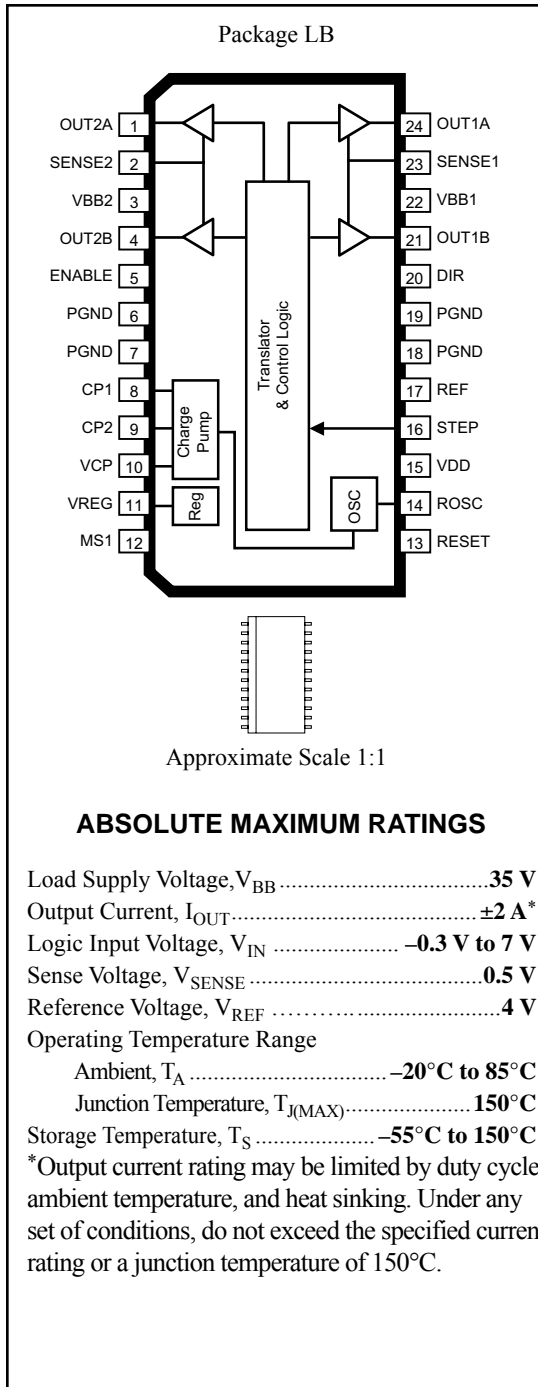 Package LB
OUT2A 1
SENSE2 2
VBB2 3
OUT2B 4
ENABLE 5
PGND 6
PGND 7
CP1 8
CP2 9
VCP 10
VREG 11
MS1 12
24 OUT1A
23 SENSE1
22 VBB1
21 OUT1B
20 DIR
19 PGND
18 PGND
17 REF
16 STEP
15 VDD
14 ROSC
13 RESET
Translator
& Control Logic
Charge
Pump
Reg
OSC
Approximate Scale 1:1
ABSOLUTE MAXIMUM RATINGS
Load Supply Voltage,VBB ................................35 V
Output Current, IOUT..................................... ±2 A*
Logic Input Voltage, VIN ................... –0.3 V to 7 V
Sense Voltage, VSENSE ...................................0.5 V
Reference Voltage, VREF ....................................4 V
Operating Temperature Range
Ambient, TA .............................. –20°C to 85°C
Junction Temperature, TJ(MAX)................... 150°C
Storage Temperature, TS .................. –55°C to 150°C
*Output current rating may be limited by duty cycle
ambient temperature, and heat sinking. Under any
set of conditions, do not exceed the specified curren
rating or a junction temperature of 150°C.